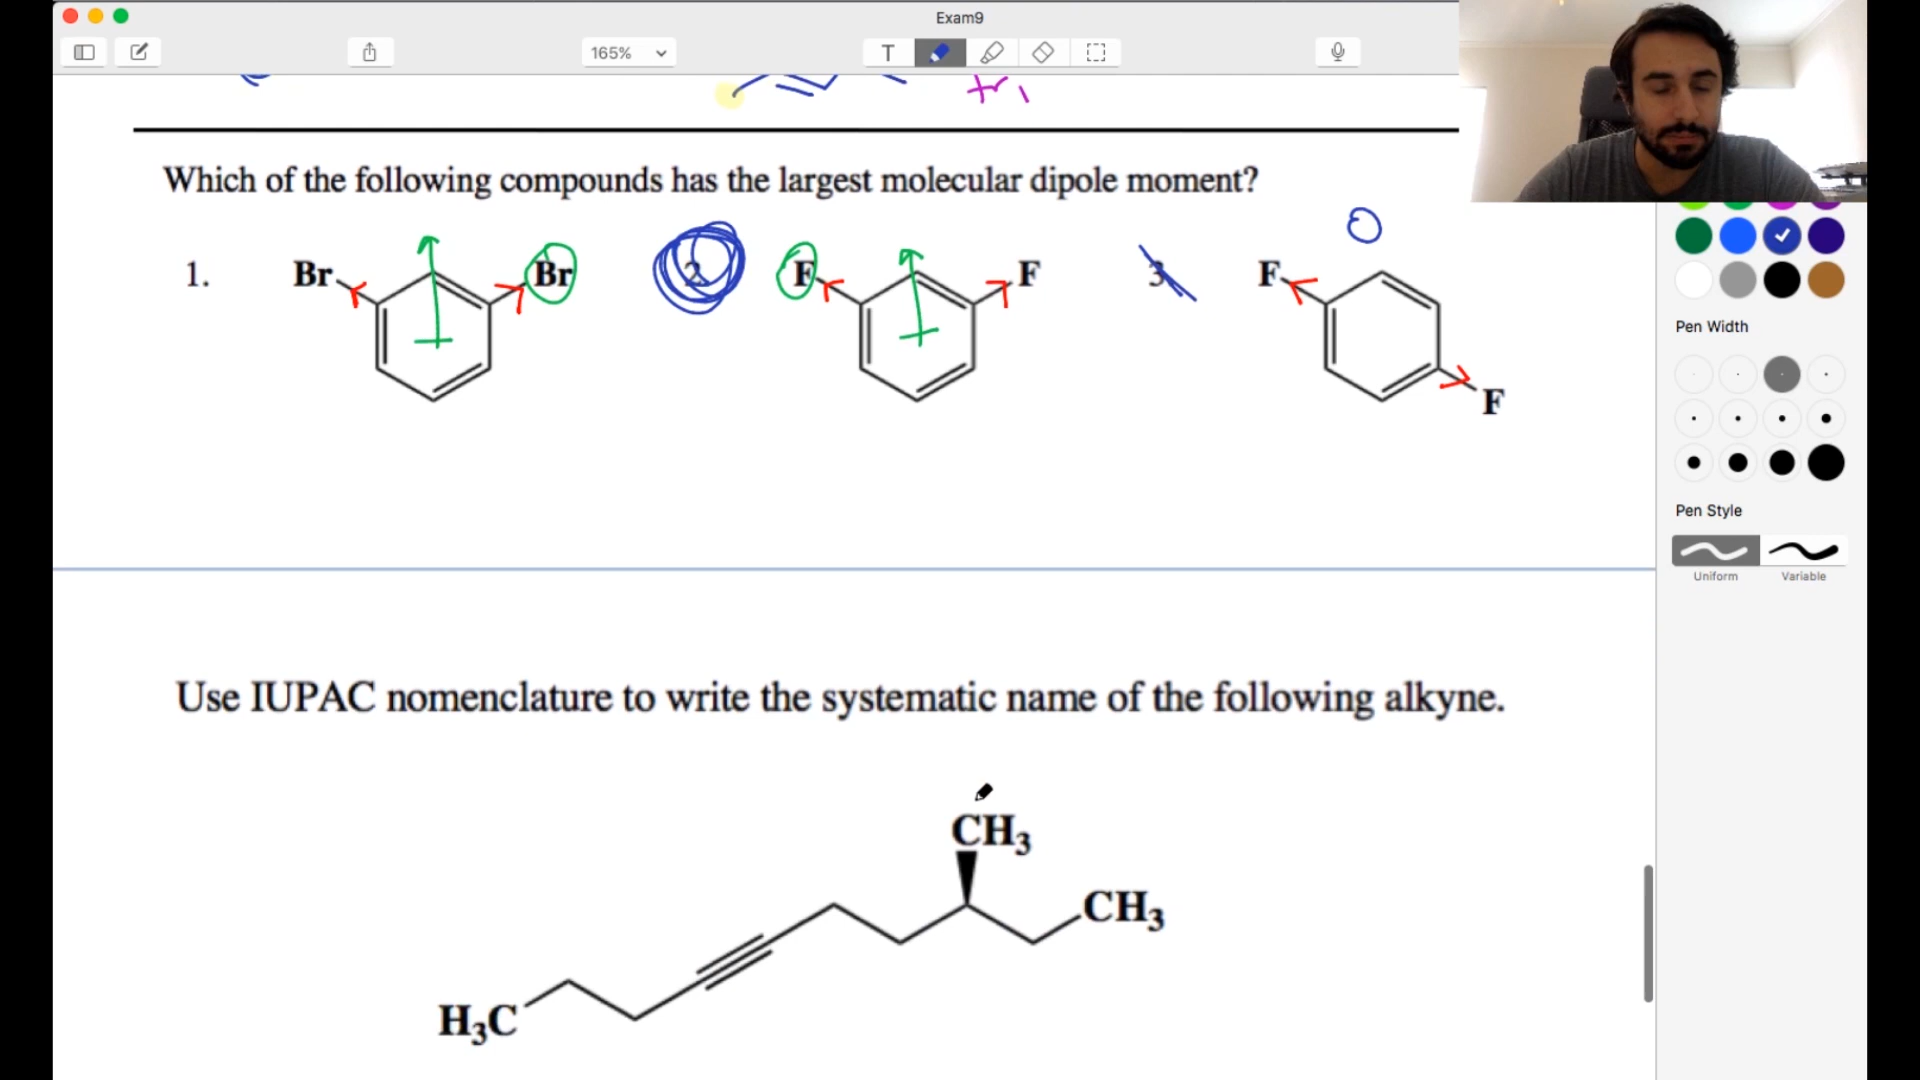 Exam9
165%
T
tri
Which of the following compounds has the largest molecular dipole moment?
1. Br Br 2. F F 3. F F
0
Pen Width
Pen Style
Uniform Variable
Use IUPAC nomenclature to write the systematic name of the following alkyne.
CH3
CH3
H3C